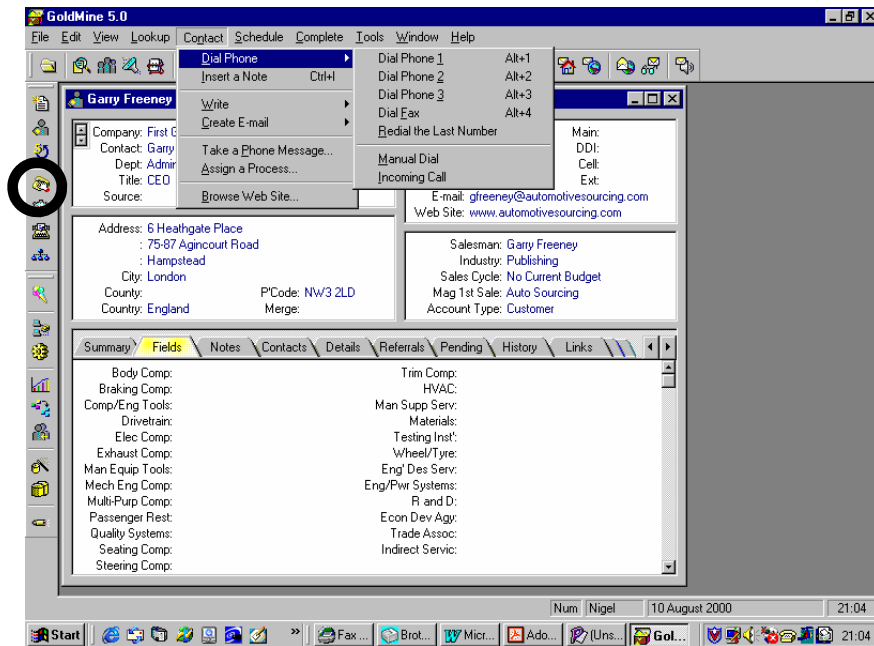 GoldMine 5.0
File Edit View Lookup Contact Schedule Complete Tools Window Help
Dial Phone
Insert a Note Ctrl+I
Write
Create E-mail
Take a Phone Message...
Assign a Process...
Browse Web Site...
Dial Phone 1 Alt+1
Dial Phone 2 Alt+2
Dial Phone 3 Alt+3
Dial Fax Alt+4
Redial the Last Number
Manual Dial
Incoming Call
Garry Freeney
Company: First G
Contact: Garry
Dept: Admin
Title: CEO
Source:
Main:
DDI:
Cell:
Ext:
E-mail: gfreeney@automotivesourcing.com
Web Site: www.automotivesourcing.com
Address: 6 Heathgate Place
: 75-87 Agincourt Road
: Hampstead
City: London
County: P'Code: NW3 2LD
Country: England Merge:
Salesman: Garry Freeney
Industry: Publishing
Sales Cycle: No Current Budget
Mag 1st Sale: Auto Sourcing
Account Type: Customer
Summary Fields Notes Contacts Details Referrals Pending History Links
Body Comp: Trim Comp:
Braking Comp: HVAC:
Comp/Eng Tools: Man Supp Serv:
Drivetrain: Materials:
Elec Comp: Testing Inst':
Exhaust Comp: Wheel/Tyre:
Man Equip Tools: Eng' Des Serv:
Mech Eng Comp: Eng/Pwr Systems:
Multi-Purp Comp: R and D:
Passenger Rest: Econ Dev Agy:
Quality Systems: Trade Assoc:
Seating Comp: Indirect Servic:
Steering Comp:
Num Nigel 10 August 2000 21:04
Start » Fax ... Brot... Micr... Ado... (Uns... Gol... 21:04